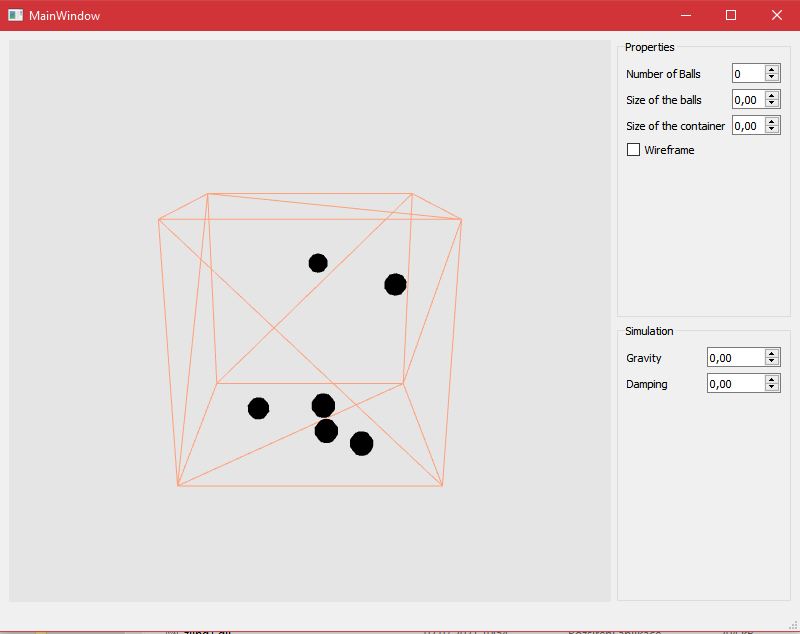 MainWindow
Properties
Number of Balls 0
Size of the balls 0,00
Size of the container 0,00
Wireframe
Simulation
Gravity 0,00
Damping 0,00